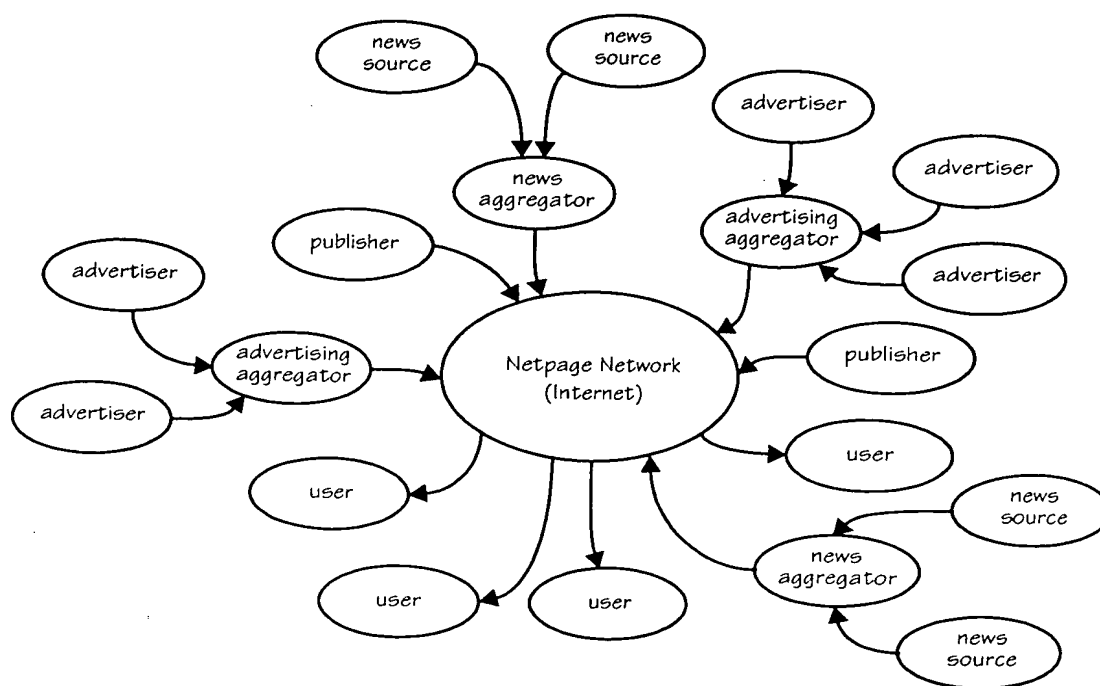 news
source
news
source
advertiser
advertiser
news
aggregator
advertising
aggregator
publisher
advertiser
advertiser
advertising
aggregator
Netpage Network
(Internet)
publisher
advertiser
user
user
news
source
news
aggregator
user
user
news
source